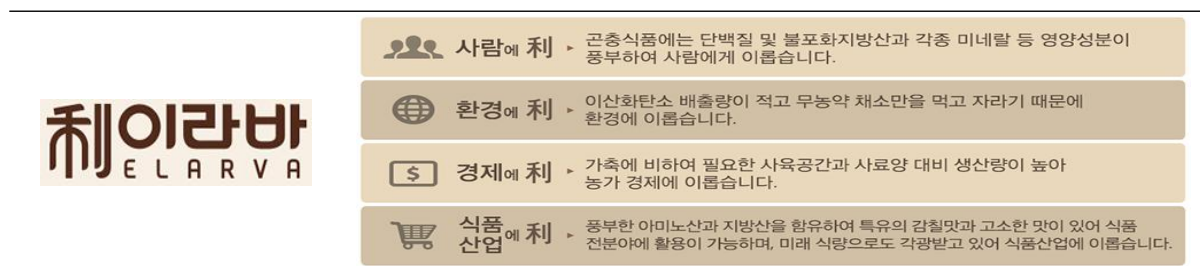 利이라바
ELARVA
사람에 利 ▸ 곤충식품에는 단백질 및 불포화지방산과 각종 미네랄 등 영양성분이
풍부하여 사람에게 이롭습니다.
환경에 利 ▸ 이산화탄소 배출량이 적고 무농약 채소만을 먹고 자라기 때문에
환경에 이롭습니다.
$
경제에 利 ▸ 가축에 비하여 필요한 사육공간과 사료양 대비 생산량이 높아
농가 경제에 이롭습니다.
식품
산업에 利 ▸ 풍부한 아미노산과 지방산을 함유하여 특유의 감칠맛과 고소한 맛이 있어 식품
전분야에 활용이 가능하며, 미래 식량으로도 각광받고 있어 식품산업에 이롭습니다.